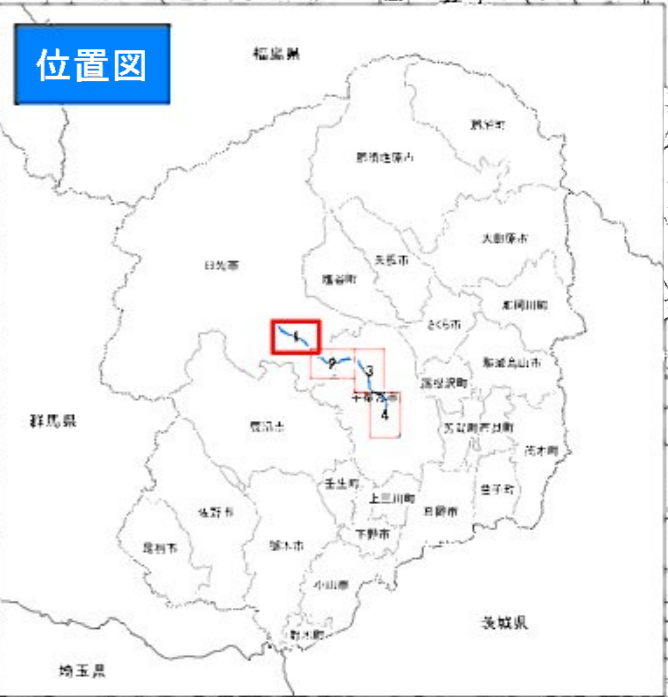 位置図
福島県
那須町
那須塩原市
大田原市
矢板市
日光市
塩谷町
那珂川町
さくら市
1
那須烏山市
2
3
高根沢町
宇都宮市
4
群馬県
鹿沼市
芳賀町
市貝町
茂木町
壬生町
上三川町
真岡市
益子町
佐野市
下野市
足利市
栃木市
小山市
野木町
茨城県
埼玉県